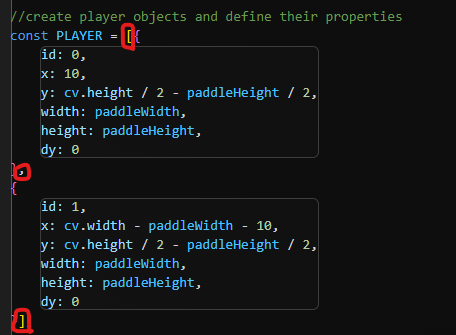 //create player objects and define their properties
const PLAYER = [{
id: 0,
x: 10,
y: cv.height / 2 - paddleHeight / 2,
width: paddleWidth,
height: paddleHeight,
dy: 0
},
{
id: 1,
x: cv.width - paddleWidth - 10,
y: cv.height / 2 - paddleHeight / 2,
width: paddleWidth,
height: paddleHeight,
dy: 0
}]